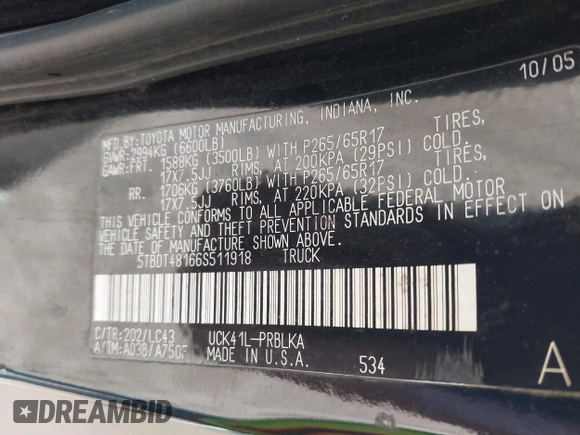 10/05
MFD.BY:TOYOTA MOTOR MANUFACTURING, INDIANA, INC.
GVWR:2994KG (6600LB)
GAWR:FRT. 1588KG (3500LB) WITH P265/65R17 TIRES,
17X7.5JJ RIMS, AT 200KPA (29PSI) COLD
RR. 1706KG (3760LB) WITH P265/65R17 TIRES,
17X7.5JJ RIMS, AT 220KPA (32PSI) COLD
THIS VEHICLE CONFORMS TO ALL APPLICABLE FEDERAL MOTOR
VEHICLE SAFETY AND THEFT PREVENTION STANDARDS IN EFFECT ON
THE DATE OF MANUFACTURE SHOWN ABOVE.
5TBDT48166S511918 TRUCK
C/TR:202/LC43 UCK41L-PRBLKA
A/TM:A03B/A750F MADE IN U.S.A. 534
A
DREAMBID